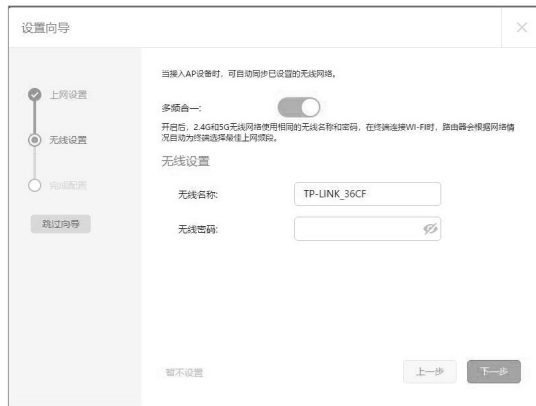 设置向导
上网设置
无线设置
完成配置
跳过向导
当接入AP设备时，可自动同步已设置的无线网络。
多频合一:
开启后，2.4G和5G无线网络使用相同的无线名称和密码，在终端连接WI-FI时，路由器会根据网络情
况自动为终端选择最佳上网频段。
无线设置
无线名称:
TP-LINK_36CF
无线密码:
暂不设置
上一步
下一步